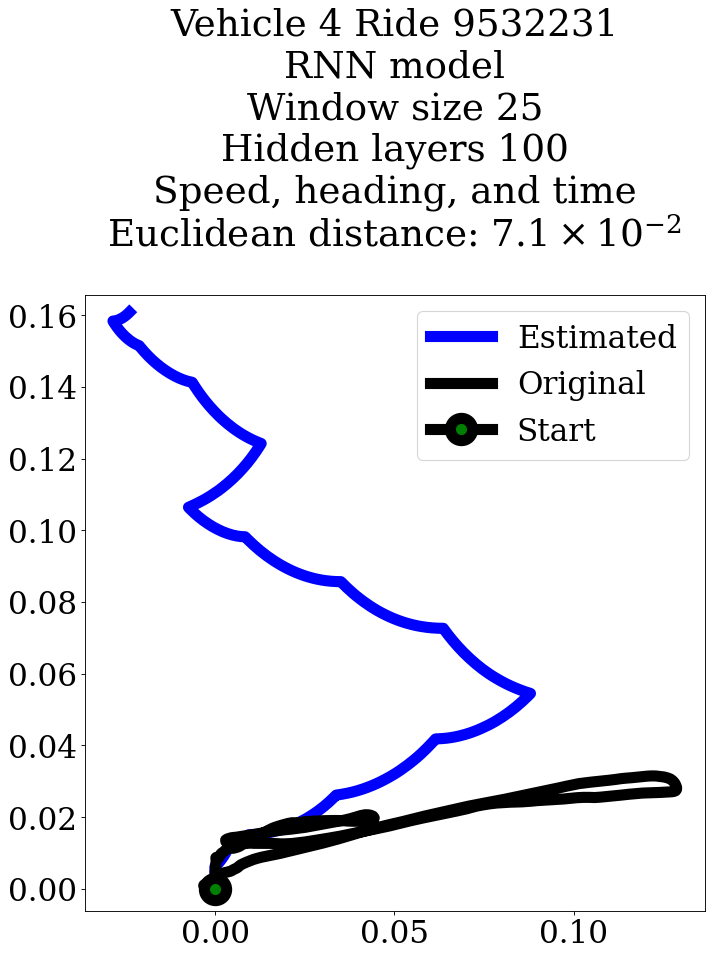 Vehicle 4 Ride 9532231
RNN model
Window size 25
Hidden layers 100
Speed, heading, and time
Euclidean distance: 7.1 × 10⁻²
Estimated
Original
Start
0.16
0.14
0.12
0.10
0.08
0.06
0.04
0.02
0.00
0.00 0.05 0.10